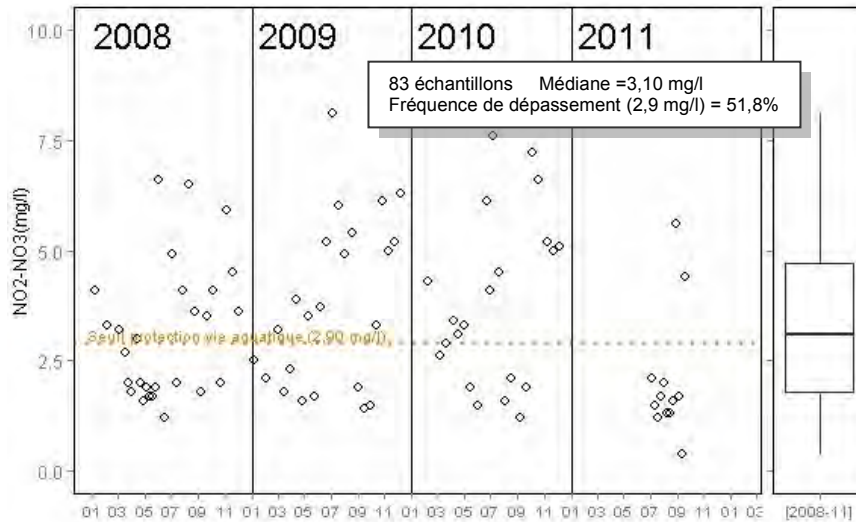 2008 2009 2010 2011
83 échantillons Médiane =3,10 mg/l
Fréquence de dépassement (2,9 mg/l) = 51,8%
10.0
7.5
5.0
2.5
0.0
NO2-NO3(mg/l)
Seuil protection vie aquatique (2,90 mg/l)
01 03 05 07 09 11 01 03 05 07 09 11 01 03 05 07 09 11 01 03 05 07 09 11 01 03
[2008-11]